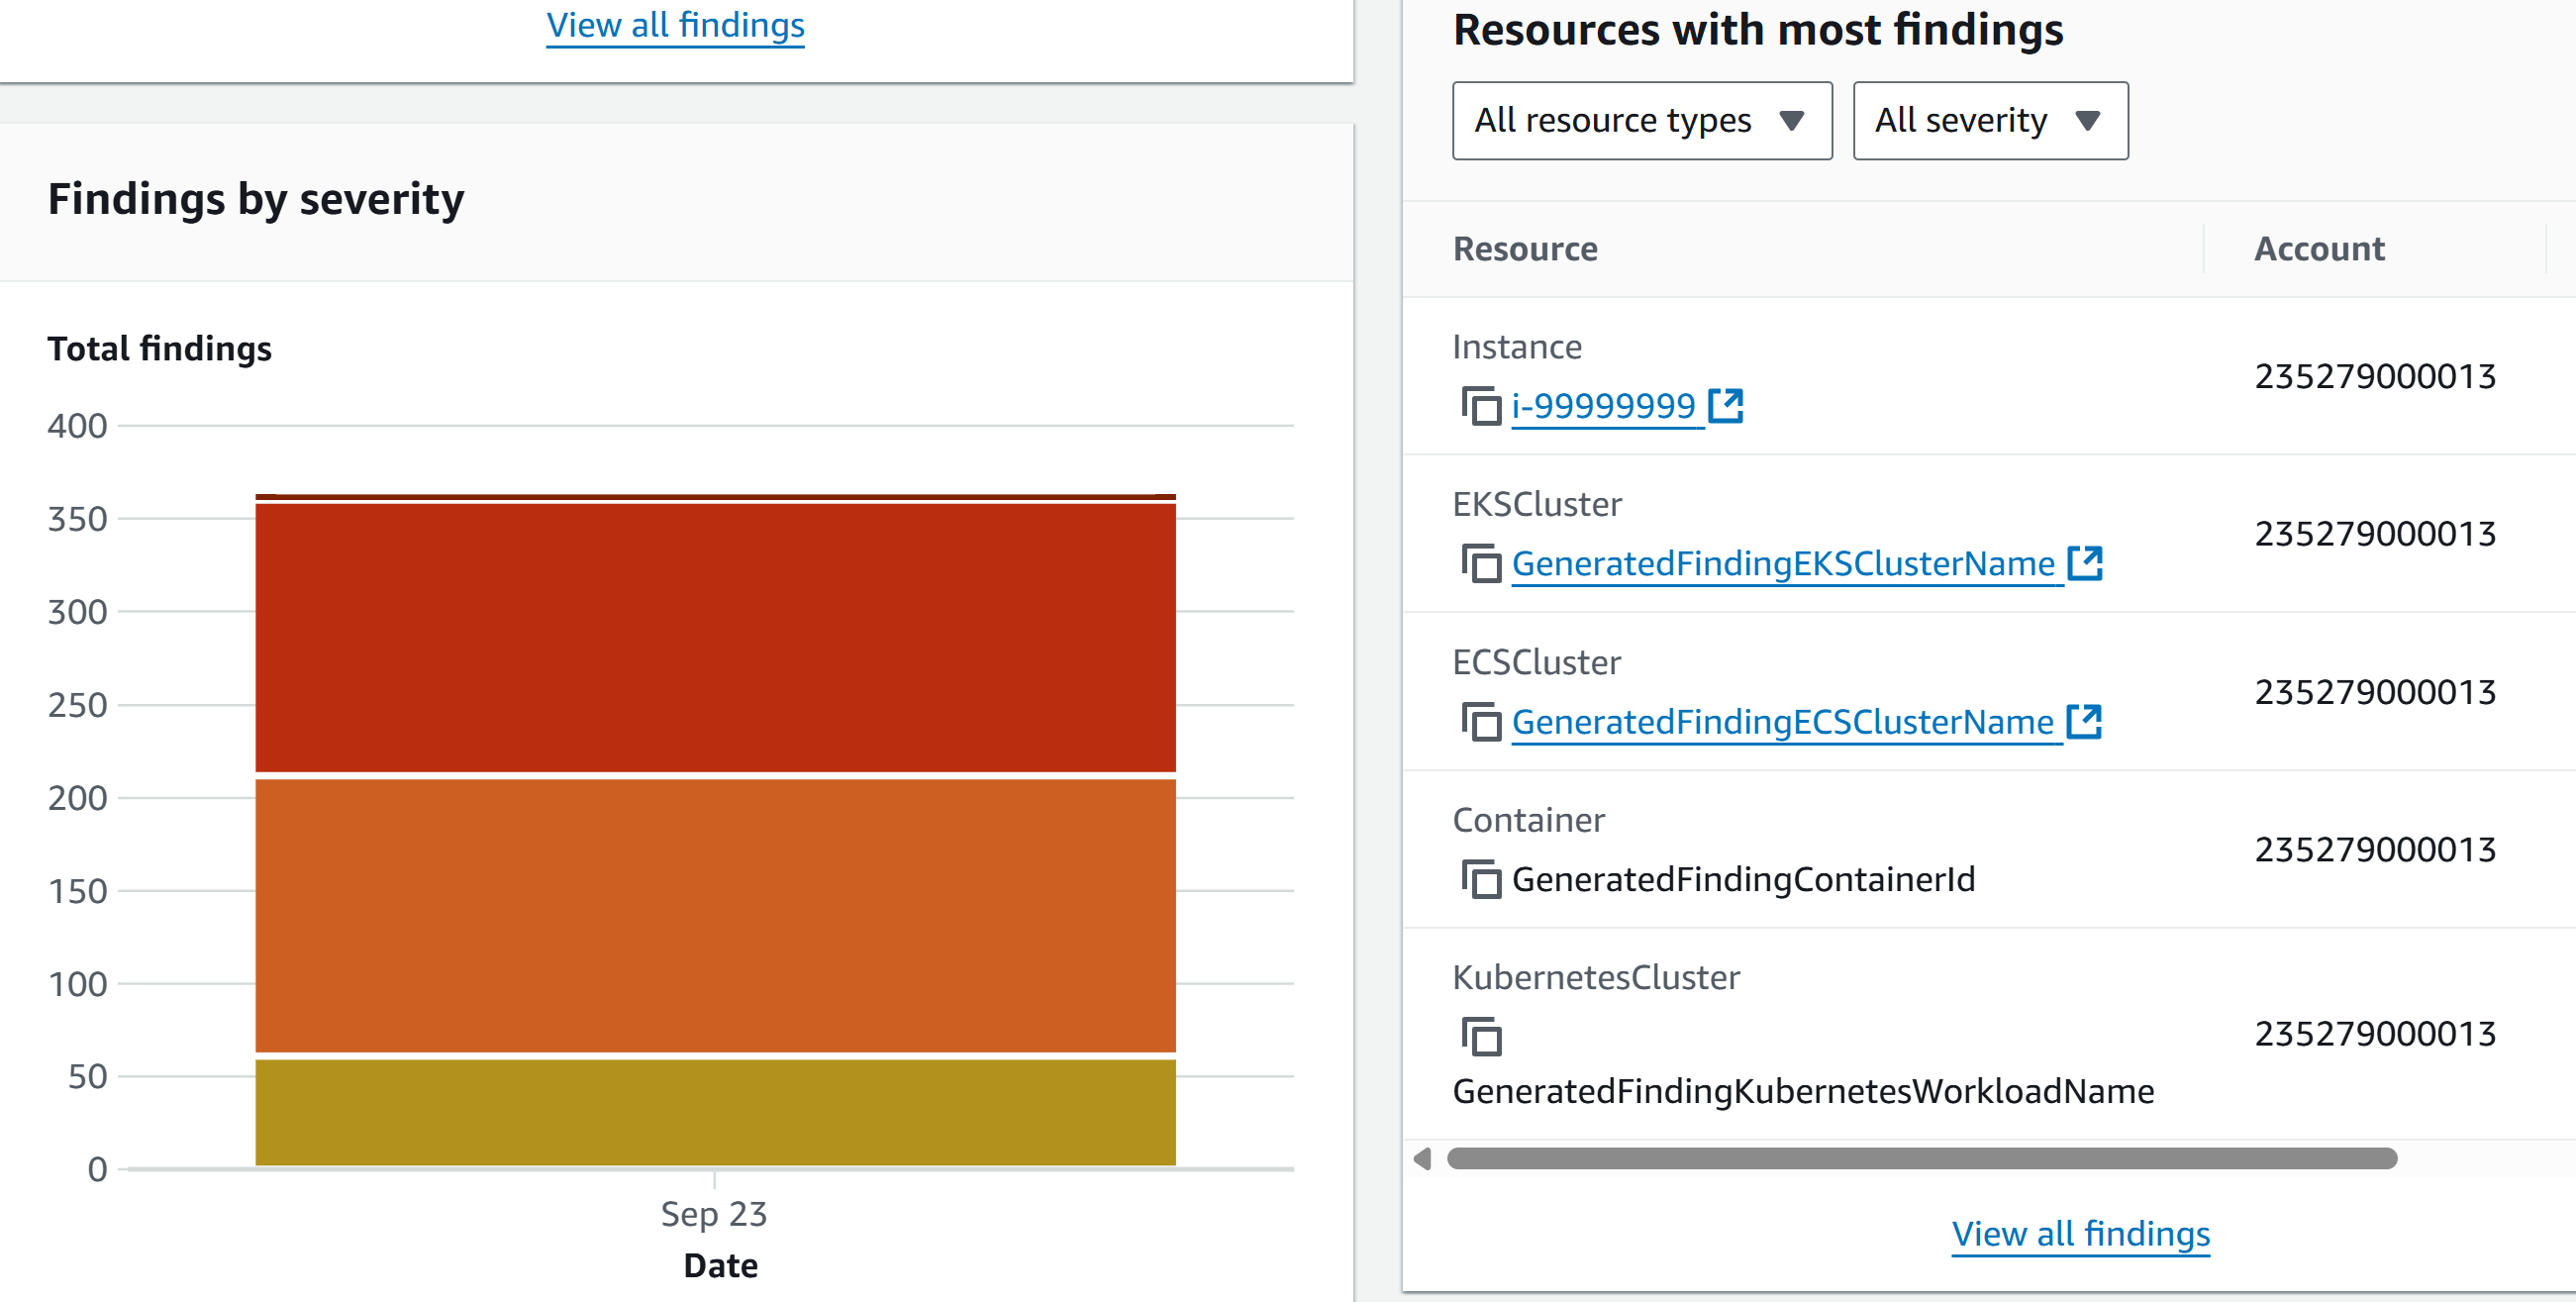 View all findings
Findings by severity
Total findings
400
350
300
250
200
150
100
50
0
Sep 23
Date
Resources with most findings
All resource types
All severity
Resource
Account
Instance
i-99999999
235279000013
EKSCluster
GeneratedFindingEKSClusterName
235279000013
ECSCluster
GeneratedFindingECSClusterName
235279000013
Container
GeneratedFindingContainerId
235279000013
KubernetesCluster
GeneratedFindingKubernetesWorkloadName
235279000013
View all findings